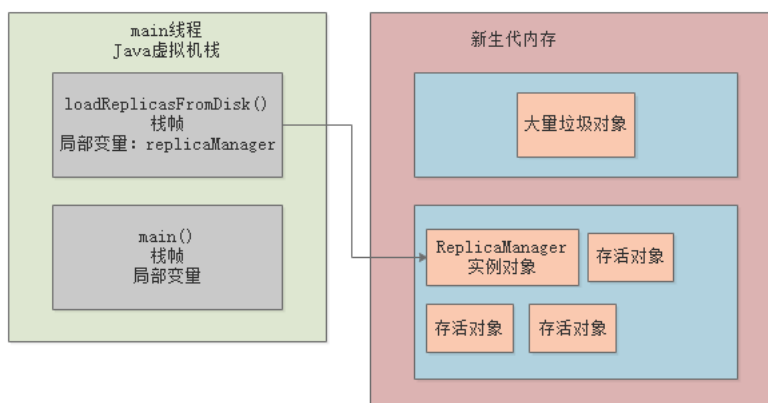 main线程
Java虚拟机栈
loadReplicasFromDisk()
栈帧
局部变量：replicaManager
main()
栈帧
局部变量
新生代内存
大量垃圾对象
ReplicaManager
实例对象
存活对象
存活对象
存活对象